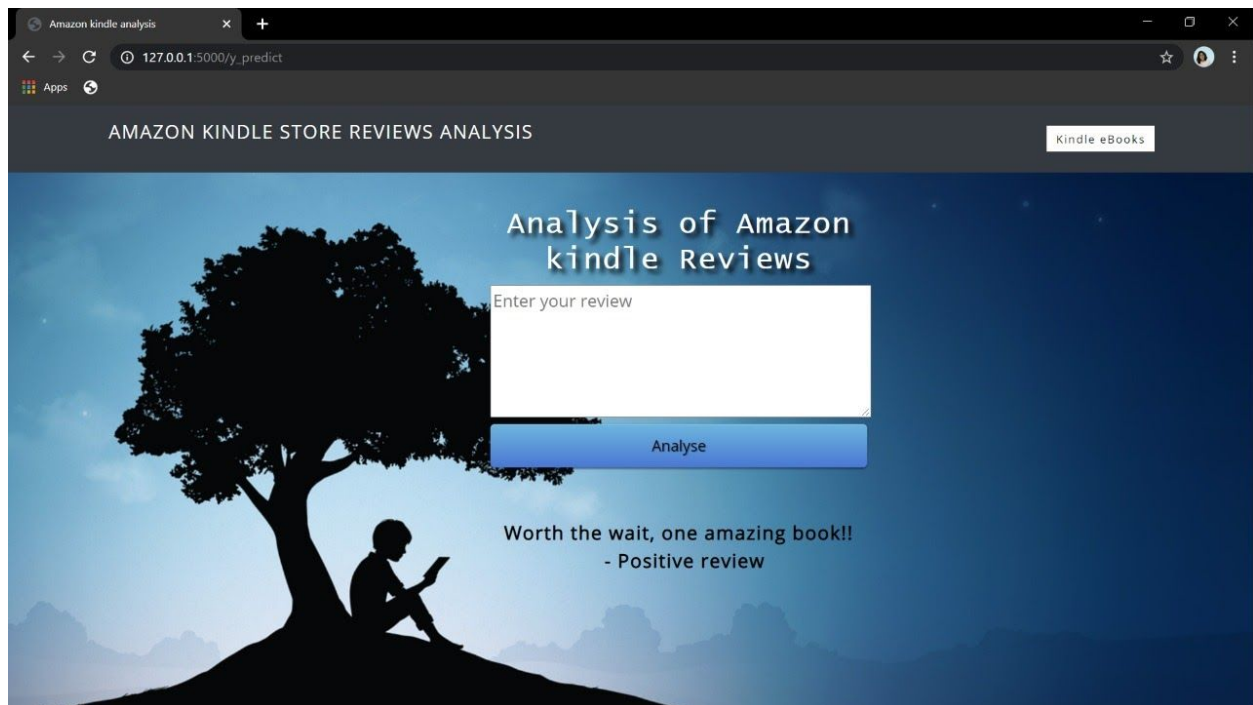 Amazon kindle analysis
127.0.0.1:5000/y_predict
Apps
AMAZON KINDLE STORE REVIEWS ANALYSIS
Kindle eBooks
Analysis of Amazon
kindle Reviews
Enter your review
Analyse
Worth the wait, one amazing book!!
- Positive review